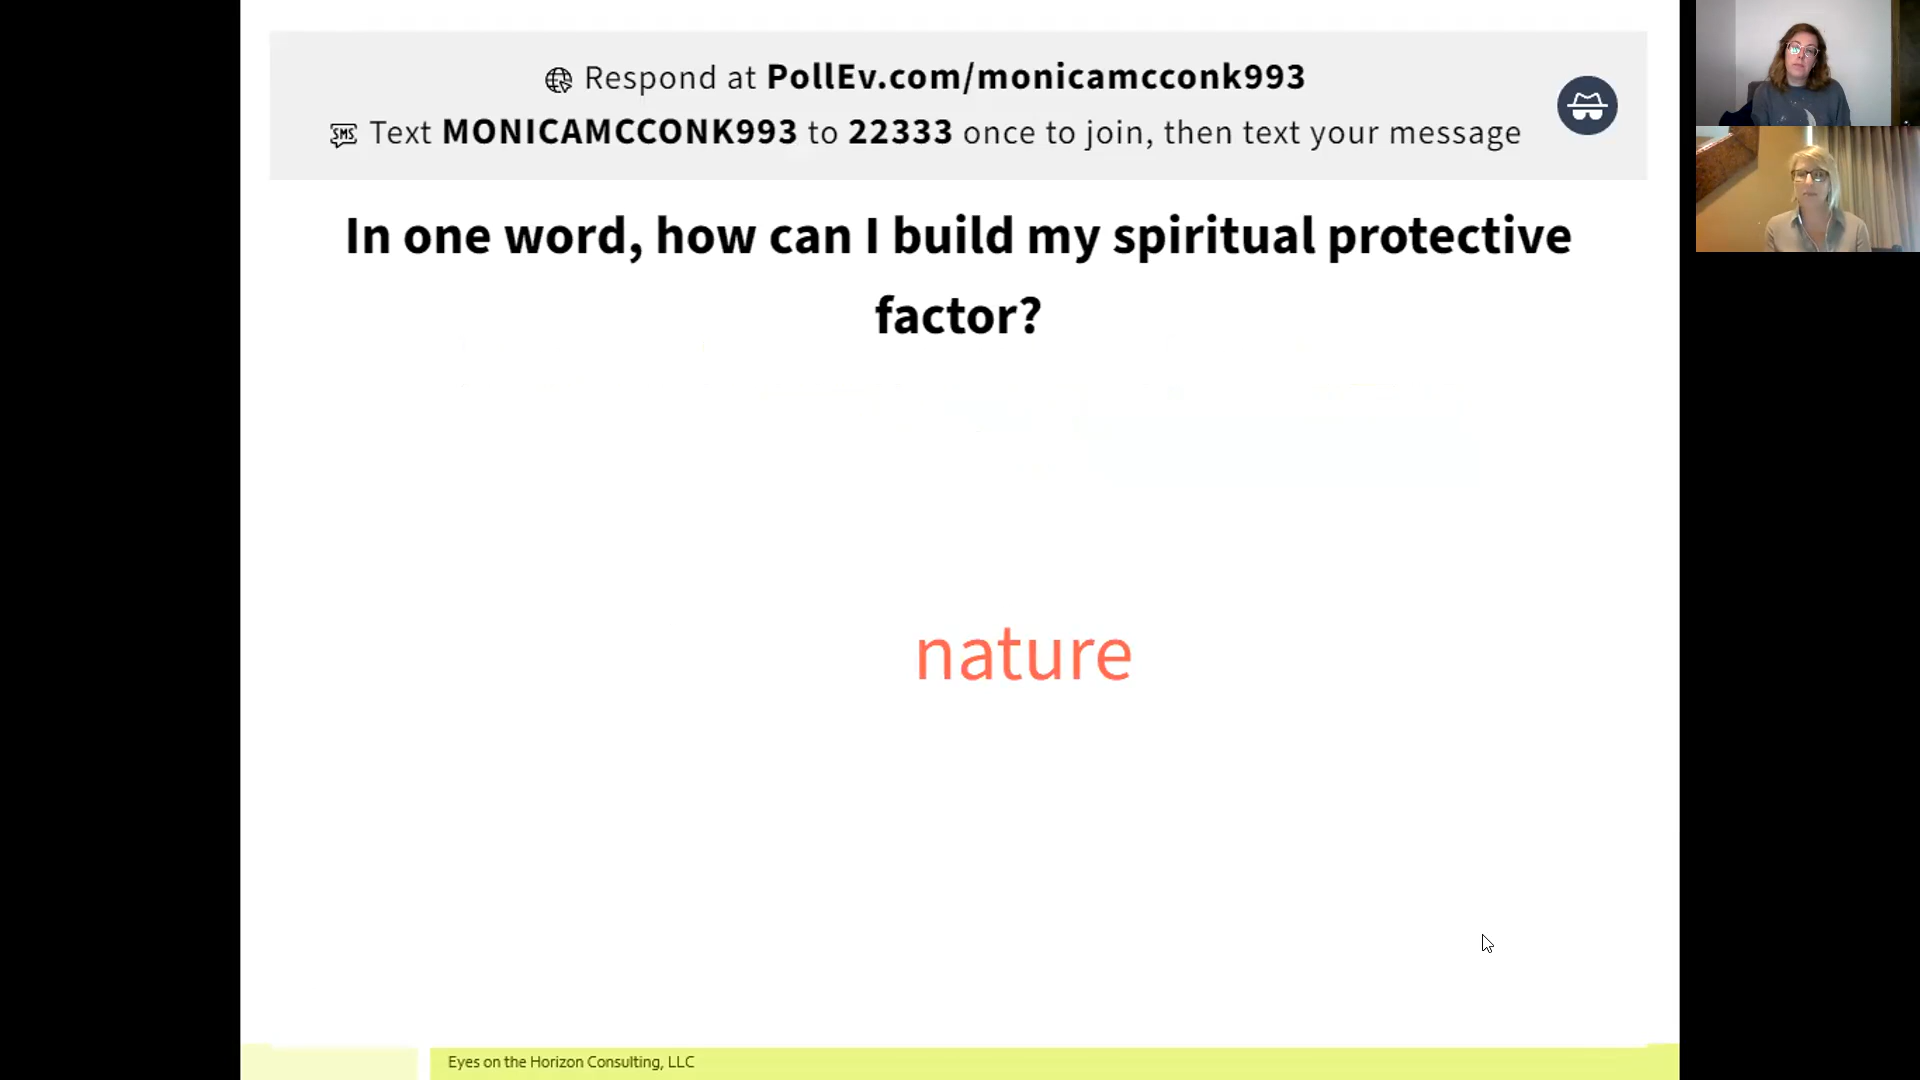 Respond at PollEv.com/monicamcconk993
SMS Text MONICAMCCONK993 to 22333 once to join, then text your message
In one word, how can I build my spiritual protective
factor?
nature
Eyes on the Horizon Consulting, LLC